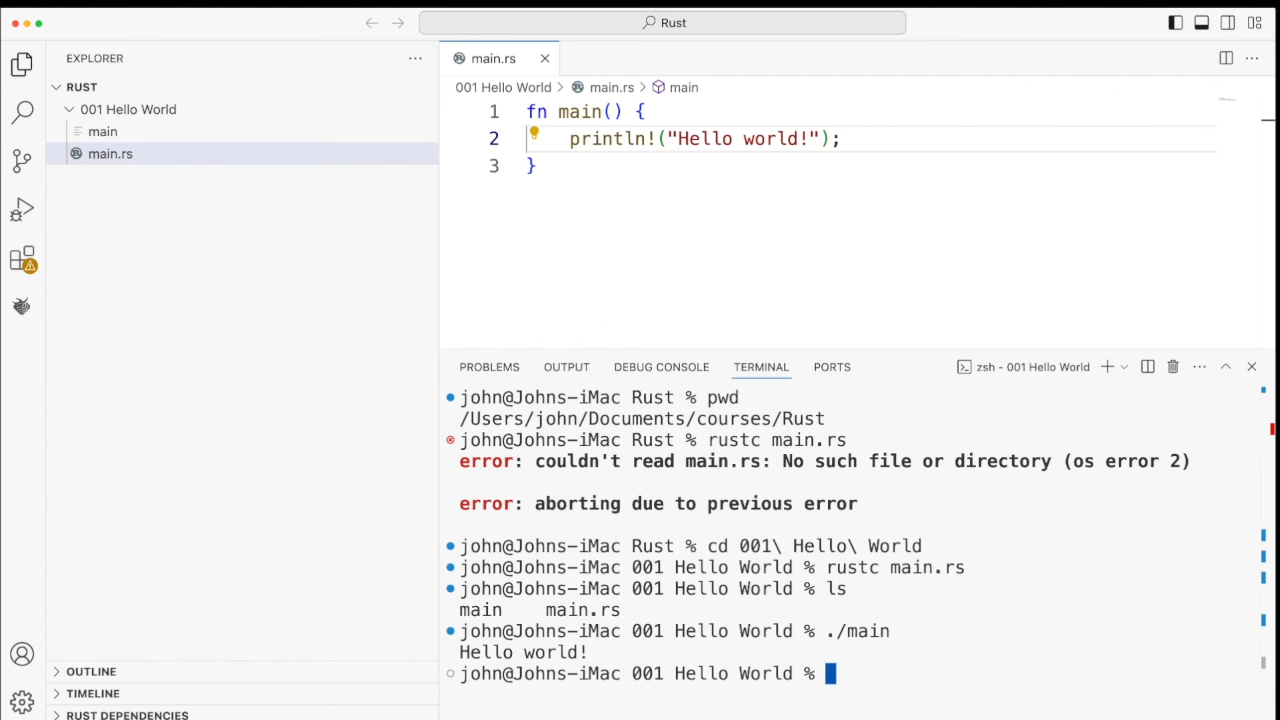 Rust
EXPLORER
RUST
001 Hello World
main
main.rs
OUTLINE
TIMELINE
RUST DEPENDENCIES
main.rs
001 Hello World > main.rs > main
1 fn main() {
2 println!("Hello world!");
3 }
PROBLEMS OUTPUT DEBUG CONSOLE TERMINAL PORTS zsh - 001 Hello World
john@Johns-iMac Rust % pwd
/Users/john/Documents/courses/Rust
john@Johns-iMac Rust % rustc main.rs
error: couldn't read main.rs: No such file or directory (os error 2)
error: aborting due to previous error
john@Johns-iMac Rust % cd 001\ Hello\ World
john@Johns-iMac 001 Hello World % rustc main.rs
john@Johns-iMac 001 Hello World % ls
main main.rs
john@Johns-iMac 001 Hello World % ./main
Hello world!
john@Johns-iMac 001 Hello World %